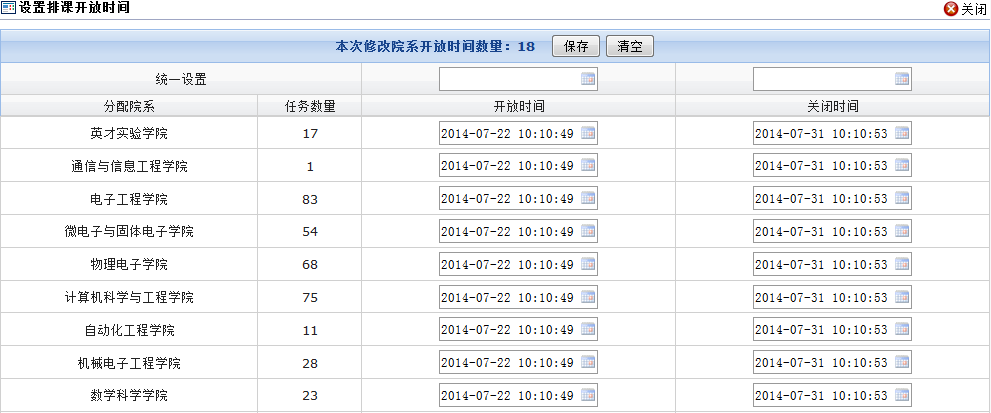 设置排课开放时间 关闭
本次修改院系开放时间数量：18 保存 清空
统一设置
分配院系 任务数量 开放时间 关闭时间
英才实验学院 17 2014-07-22 10:10:49 2014-07-31 10:10:53
通信与信息工程学院 1 2014-07-22 10:10:49 2014-07-31 10:10:53
电子工程学院 83 2014-07-22 10:10:49 2014-07-31 10:10:53
微电子与固体电子学院 54 2014-07-22 10:10:49 2014-07-31 10:10:53
物理电子学院 68 2014-07-22 10:10:49 2014-07-31 10:10:53
计算机科学与工程学院 75 2014-07-22 10:10:49 2014-07-31 10:10:53
自动化工程学院 11 2014-07-22 10:10:49 2014-07-31 10:10:53
机械电子工程学院 28 2014-07-22 10:10:49 2014-07-31 10:10:53
数学科学学院 23 2014-07-22 10:10:49 2014-07-31 10:10:53